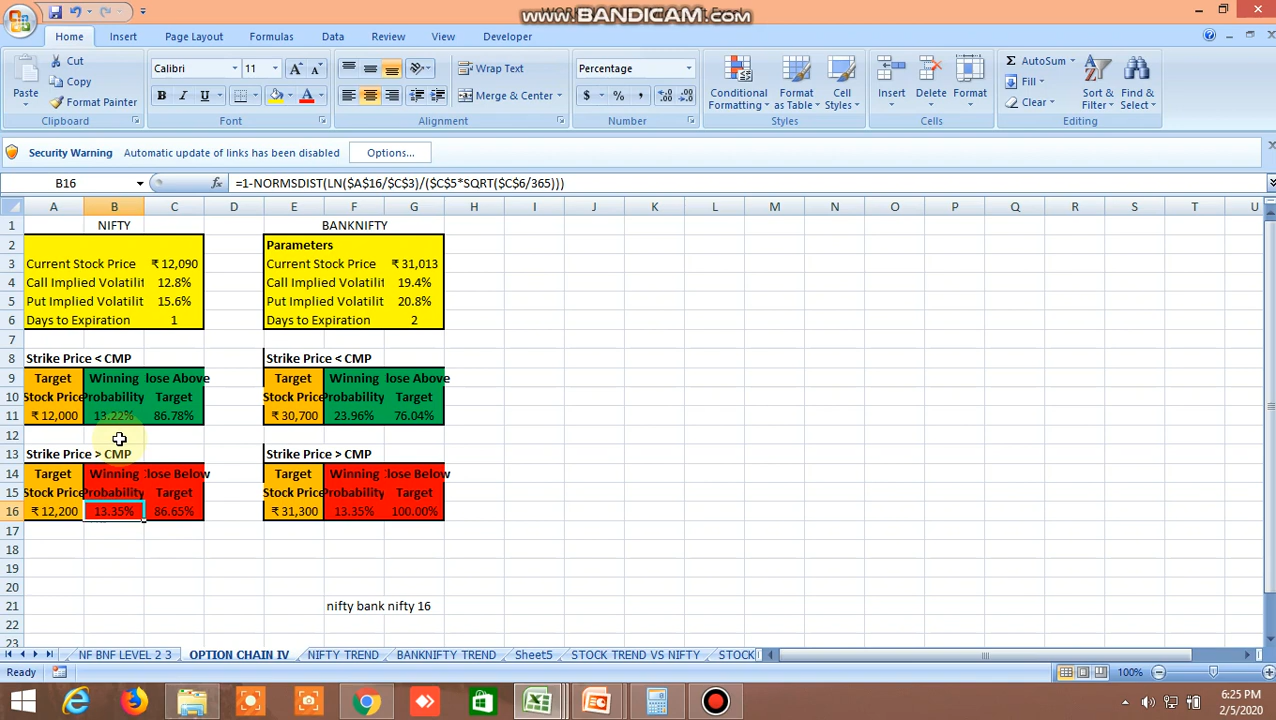 www.BANDICAM.com
Home Insert Page Layout Formulas Data Review View Developer
Cut
Copy
Format Painter
Paste
Clipboard
Calibri 11
B I U
Font
Wrap Text
Merge & Center
Alignment
Percentage
$ % ,
Number
Conditional Formatting
Format as Table
Cell Styles
Styles
Insert Delete Format
Cells
AutoSum
Fill
Clear
Sort & Filter
Find & Select
Editing
Security Warning Automatic update of links has been disabled Options...
B16 fx =1-NORMSDIST(LN($A$16/$C$3)/($C$5*SQRT($C$6/365)))
A B C D E F G H I J K L M N O P Q R S T U
1 NIFTY BANKNIFTY
2 Parameters
3 Current Stock Price ₹ 12,090 Current Stock Price ₹ 31,013
4 Call Implied Volatilit 12.8% Call Implied Volatilit 19.4%
5 Put Implied Volatilit 15.6% Put Implied Volatilit 20.8%
6 Days to Expiration 1 Days to Expiration 2
7
8 Strike Price < CMP Strike Price < CMP
9 Target Winning lose Above Target Winning lose Above
10 Stock Price Probability Target Stock Price Probability Target
11 ₹ 12,000 13.22% 86.78% ₹ 30,700 23.96% 76.04%
12
13 Strike Price > CMP Strike Price > CMP
14 Target Winning lose Below Target Winning lose Below
15 Stock Price Probability Target Stock Price Probability Target
16 ₹ 12,200 13.35% 86.65% ₹ 31,300 13.35% 100.00%
17
18
19
20
21 nifty bank nifty 16
22
23
NF BNF LEVEL 2 3 OPTION CHAIN IV NIFTY TREND BANKNIFTY TREND Sheet5 STOCK TREND VS NIFTY STOCK
Ready 100%
6:25 PM
2/5/2020